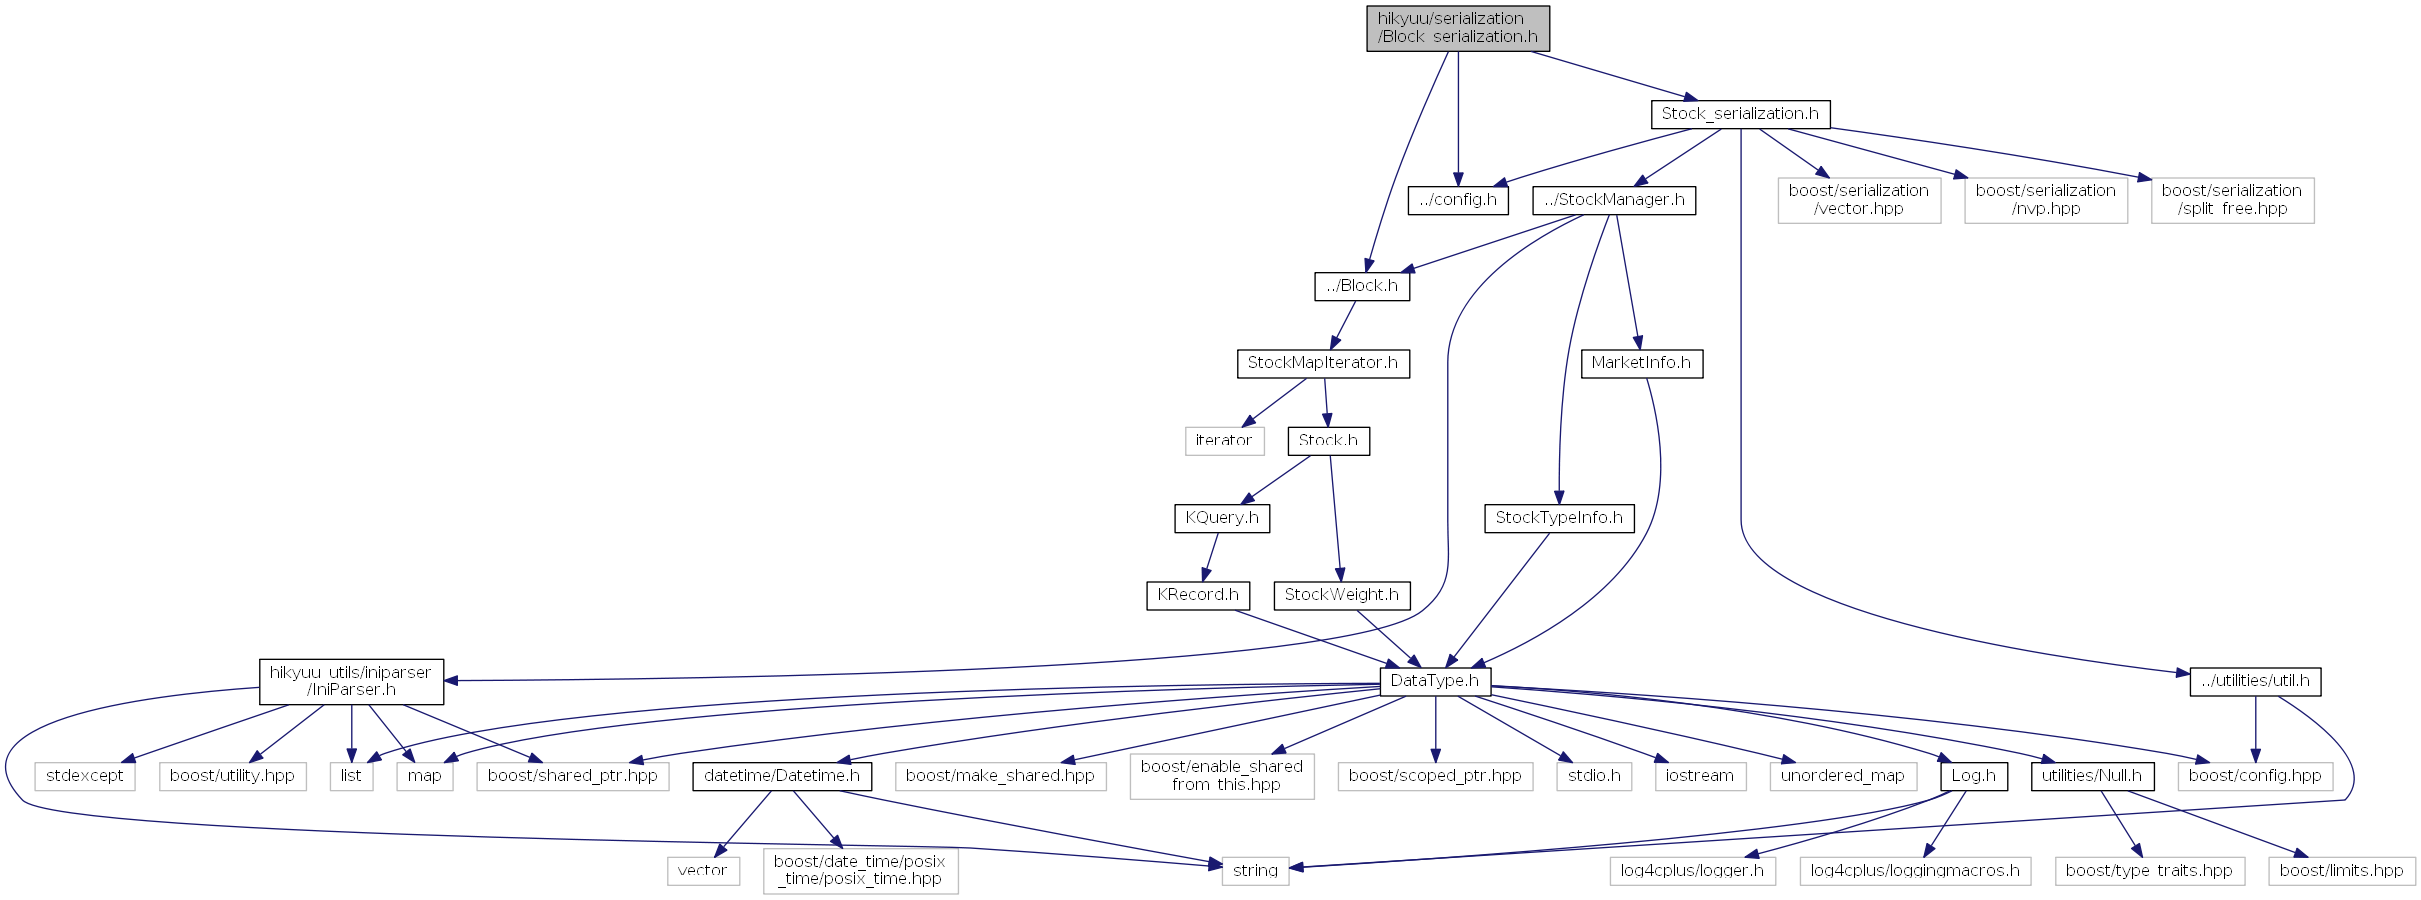 hikyuu/serialization
/Block_serialization.h
Stock_serialization.h
../config.h
../StockManager.h
boost/serialization
/vector.hpp
boost/serialization
/nvp.hpp
boost/serialization
/split_free.hpp
../Block.h
StockMapIterator.h
MarketInfo.h
iterator
Stock.h
KQuery.h
StockTypeInfo.h
KRecord.h
StockWeight.h
hikyuu_utils/iniparser
/IniParser.h
DataType.h
../utilities/util.h
stdexcept
boost/utility.hpp
list
map
boost/shared_ptr.hpp
datetime/Datetime.h
boost/make_shared.hpp
boost/enable_shared
_from_this.hpp
boost/scoped_ptr.hpp
stdio.h
iostream
unordered_map
Log.h
utilities/Null.h
boost/config.hpp
vector
boost/date_time/posix
_time/posix_time.hpp
string
log4cplus/logger.h
log4cplus/loggingmacros.h
boost/type_traits.hpp
boost/limits.hpp